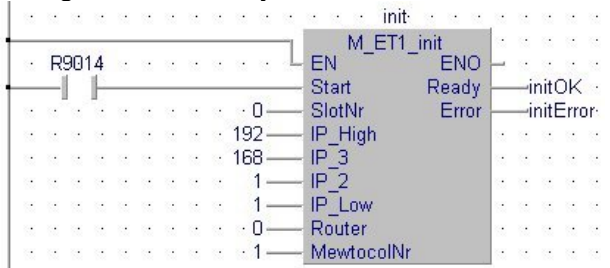 init
M_ET1_init
R9014
EN ENO
Start Ready initOK
0 SlotNr Error initError
192 IP_High
168 IP_3
1 IP_2
1 IP_Low
0 Router
1 MewtocolNr